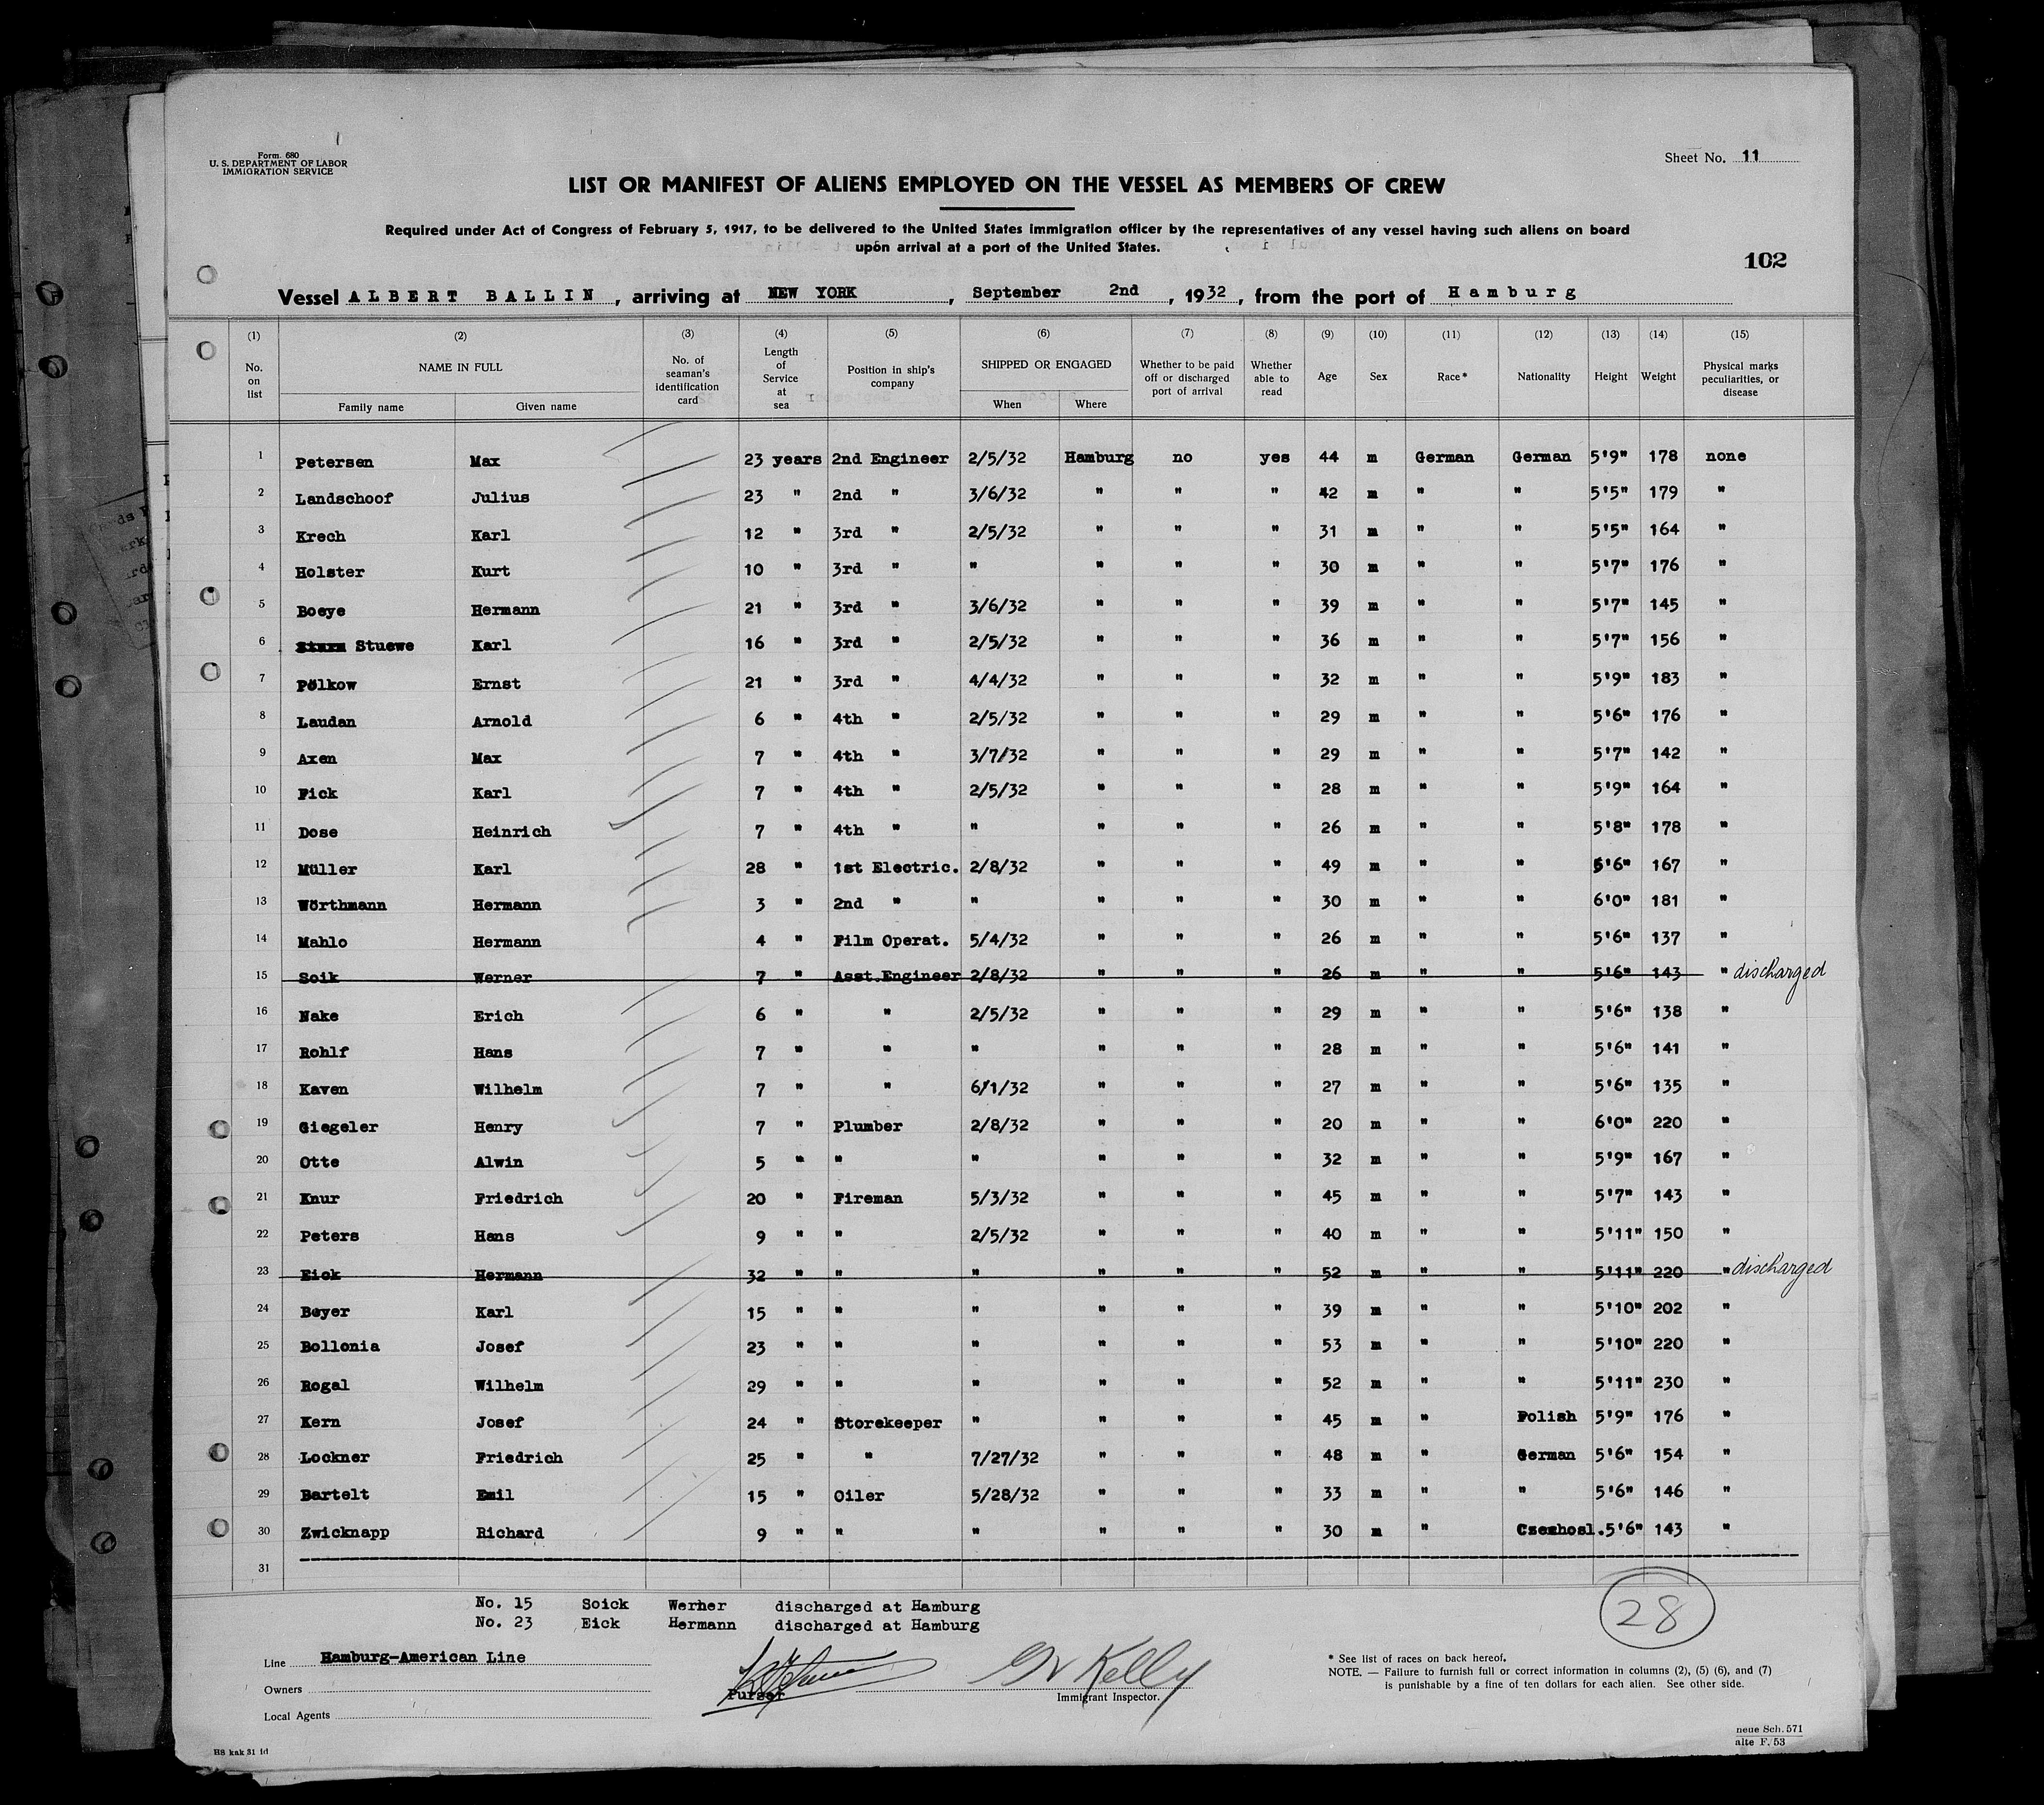 Form 680
U. S. DEPARTMENT OF LABOR
IMMIGRATION SERVICE
Sheet No. 11
LIST OR MANIFEST OF ALIENS EMPLOYED ON THE VESSEL AS MEMBERS OF CREW
Required under Act of Congress of February 5, 1917, to be delivered to the United States immigration officer by the representatives of any vessel having such aliens on board
upon arrival at a port of the United States.
102
Vessel ALBERT BALLIN, arriving at NEW YORK, September 2nd, 1932, from the port of Hamburg
(1) (2) (3) (4) (5) (6) (7) (8) (9) (10) (11) (12) (13) (14) (15)
No. on list NAME IN FULL Family name Given name No. of seaman's identification card Length of Service at sea Position in ship's company SHIPPED OR ENGAGED When Where Whether to be paid off or discharged port of arrival Whether able to read Age Sex Race* Nationality Height Weight Physical marks peculiarities, or disease
1 Petersen Max 23 years 2nd Engineer 2/5/32 Hamburg no yes 44 m German German 5'9" 178 none
2 Landschoof Julius 23 " 2nd " 3/6/32 " " " 42 m " " 5'5" 179 "
3 Krech Karl 12 " 3rd " 2/5/32 " " " 31 m " " 5'5" 164 "
4 Holster Kurt 10 " 3rd " " " " " 30 m " " 5'7" 176 "
5 Boeye Hermann 21 " 3rd " 3/6/32 " " " 39 m " " 5'7" 145 "
6 Stuewe Karl 16 " 3rd " 2/5/32 " " " 36 m " " 5'7" 156 "
7 Pölkow Ernst 21 " 3rd " 4/4/32 " " " 32 m " " 5'9" 183 "
8 Laudan Arnold 6 " 4th " 2/5/32 " " " 29 m " " 5'6" 176 "
9 Axen Max 7 " 4th " 3/7/32 " " " 29 m " " 5'7" 142 "
10 Fick Karl 7 " 4th " 2/5/32 " " " 28 m " " 5'9" 164 "
11 Dose Heinrich 7 " 4th " " " " " 26 m " " 5'8" 178 "
12 Müller Karl 28 " 1st Electric. 2/8/32 " " " 49 m " " 5'6" 167 "
13 Wörthmann Hermann 3 " 2nd " " " " " 30 m " " 6'0" 181 "
14 Mahlo Hermann 4 " Film Operat. 5/4/32 " " " 26 m " " 5'6" 137 "
15 Soik Werner 7 " Asst.Engineer 2/8/32 " " " 26 m " " 5'6" 143 " discharged
16 Nake Erich 6 " " 2/5/32 " " " 29 m " " 5'6" 138 "
17 Rohlf Hans 7 " " " " " " 28 m " " 5'6" 141 "
18 Kaven Wilhelm 7 " " 6/1/32 " " " 27 m " " 5'6" 135 "
19 Giegeler Henry 7 " Plumber 2/8/32 " " " 20 m " " 6'0" 220 "
20 Otte Alwin 5 " " " " " " 32 m " " 5'9" 167 "
21 Knur Friedrich 20 " Fireman 5/3/32 " " " 45 m " " 5'7" 143 "
22 Peters Hans 9 " " 2/5/32 " " " 40 m " " 5'11" 150 "
23 Eick Hermann 32 " " " " " " 52 m " " 5'11" 220 " discharged
24 Beyer Karl 15 " " " " " " 39 m " " 5'10" 202 "
25 Bollonia Josef 23 " " " " " " 53 m " " 5'10" 220 "
26 Rogal Wilhelm 29 " " " " " " 52 m " " 5'11" 230 "
27 Kern Josef 24 " Storekeeper " " " " 45 m " Polish 5'9" 176 "
28 Lockner Friedrich 25 " " 7/27/32 " " " 48 m " German 5'6" 154 "
29 Bartelt Emil 15 " Oiler 5/28/32 " " " 33 m " " 5'6" 146 "
30 Zwicknapp Richard 9 " " " " " " 30 m " Czechosl. 5'6" 143 "
31
No. 15 Soick Werner discharged at Hamburg
No. 23 Eick Hermann discharged at Hamburg
28
Line Hamburg-American Line
Owners
Local Agents
Purser
Kelly
Immigrant Inspector.
* See list of races on back hereof.
NOTE. — Failure to furnish full or correct information in columns (2), (5) (6), and (7)
is punishable by a fine of ten dollars for each alien. See other side.
neue Sch. 571
alte F. 53
HS kak 31 1d